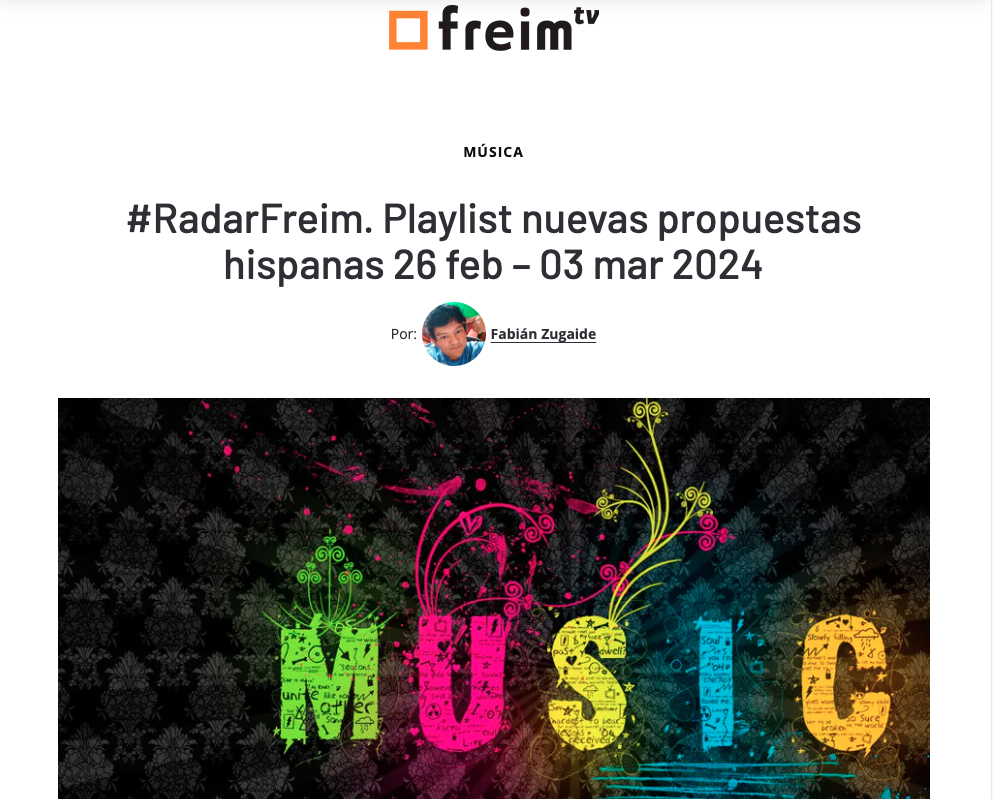 freim tv
MÚSICA
#RadarFreim. Playlist nuevas propuestas
hispanas 26 feb – 03 mar 2024
Por: Fabián Zugaide
MUSIC